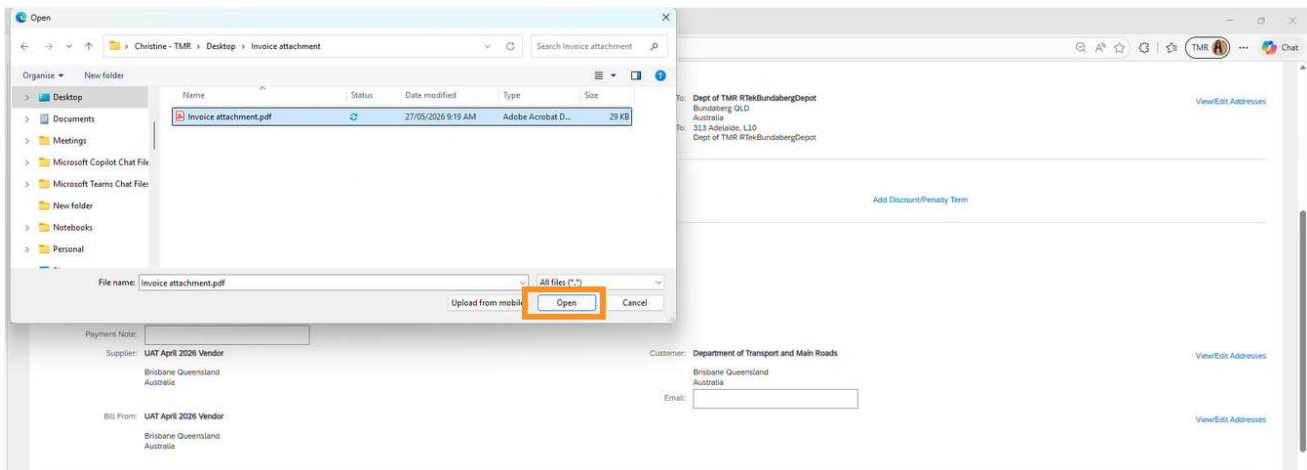 Open
Christine - TMR > Desktop > Invoice attachment
Search Invoice attachment
TMR
Chat
Organise
New folder
Desktop
Documents
Meetings
Microsoft Copilot Chat File
Microsoft Teams Chat Files
New folder
Notebooks
Personal
Name Status Date modified Type Size
Invoice attachment.pdf 27/05/2026 9:19 AM Adobe Acrobat D... 29 KB
File name: Invoice attachment.pdf
All files (*.*)
Upload from mobile
Open
Cancel
To: Dept of TMR RTekBundabergDepot
Bundaberg QLD
Australia
To: 313 Adelaide, L10
Dept of TMR RTekBundabergDepot
View/Edit Addresses
Add Discount/Penalty Term
Payment Note:
Supplier: UAT April 2026 Vendor
Brisbane Queensland
Australia
Customer: Department of Transport and Main Roads
Brisbane Queensland
Australia
View/Edit Addresses
Email:
Bill From: UAT April 2026 Vendor
Brisbane Queensland
Australia
View/Edit Addresses